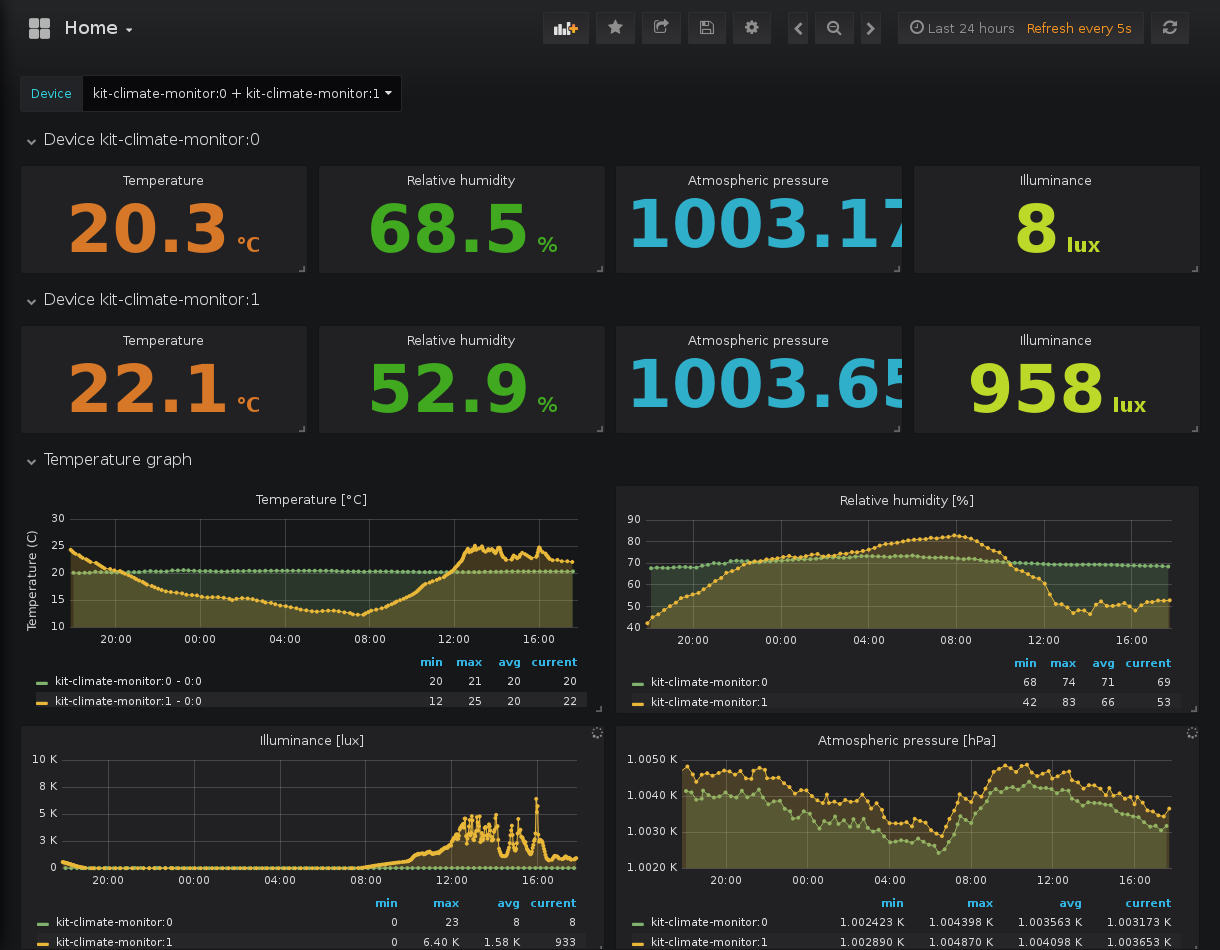 Home
Last 24 hours Refresh every 5s
Device kit-climate-monitor:0 + kit-climate-monitor:1
Device kit-climate-monitor:0
Temperature Relative humidity Atmospheric pressure Illuminance
20.3 °C 68.5 % 1003.17 8 lux
Device kit-climate-monitor:1
Temperature Relative humidity Atmospheric pressure Illuminance
22.1 °C 52.9 % 1003.65 958 lux
Temperature graph
Temperature [°C]
Temperature (C)
30
25
20
15
10
20:00 00:00 04:00 08:00 12:00 16:00
min max avg current
kit-climate-monitor:0 - 0:0 20 21 20 20
kit-climate-monitor:1 - 0:0 12 25 20 22
Relative humidity [%]
90
80
70
60
50
40
20:00 00:00 04:00 08:00 12:00 16:00
min max avg current
kit-climate-monitor:0 68 74 71 69
kit-climate-monitor:1 42 83 66 53
Illuminance [lux]
10 K
8 K
5 K
3 K
0
20:00 00:00 04:00 08:00 12:00 16:00
min max avg current
kit-climate-monitor:0 0 23 8 8
kit-climate-monitor:1 0 6.40 K 1.58 K 933
Atmospheric pressure [hPa]
1.0050 K
1.0040 K
1.0030 K
1.0020 K
20:00 00:00 04:00 08:00 12:00 16:00
min max avg current
kit-climate-monitor:0 1.002423 K 1.004398 K 1.003563 K 1.003173 K
kit-climate-monitor:1 1.002890 K 1.004870 K 1.004098 K 1.003653 K